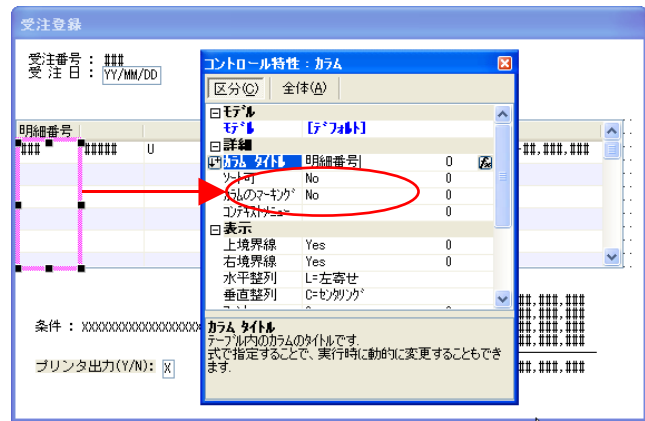 受注登録
受注番号 : ###
受 注 日 : YY/MM/DD
明細番号
### ##### U
##,###,###
コントロール特性 : カラム
区分(C) 全体(A)
モデル
モデル [デフォルト]
詳細
カラム タイトル 明細番号 0
ソート可 No 0
カラムのマーキング No 0
コンテキストメニュー 0
表示
上境界線 Yes 0
右境界線 Yes 0
水平整列 L=左寄せ
垂直整列 C=センタリング
カラム タイトル
テーブル内のカラムのタイトルです.
式で指定することで、実行時に動的に変更することもでき
ます.
##,###,###
##,###,###
##,###,###
##,###,###
条件 : XXXXXXXXXXXXXXXXXX
プリンタ出力(Y/N): X
##,###,###